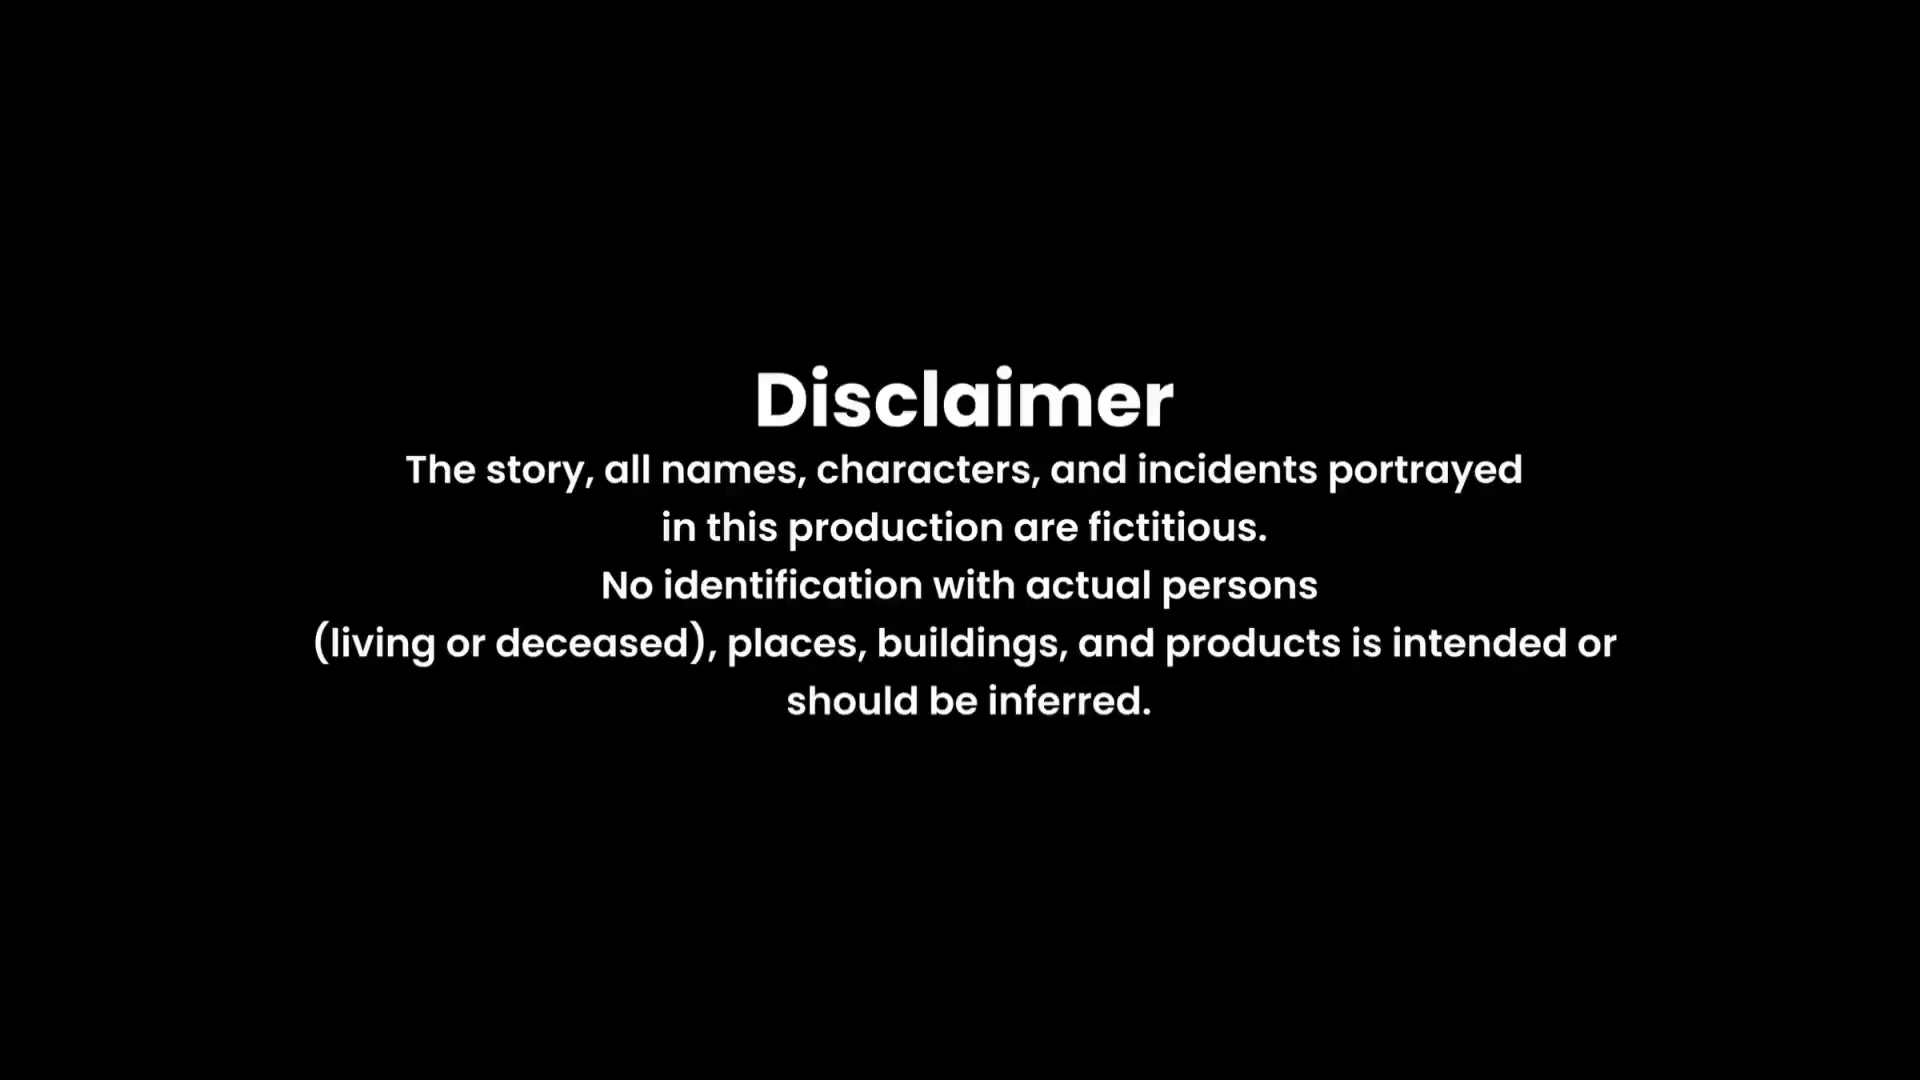 Disclaimer
The story, all names, characters, and incidents portrayed
in this production are fictitious.
No identification with actual persons
(living or deceased), places, buildings, and products is intended or
should be inferred.